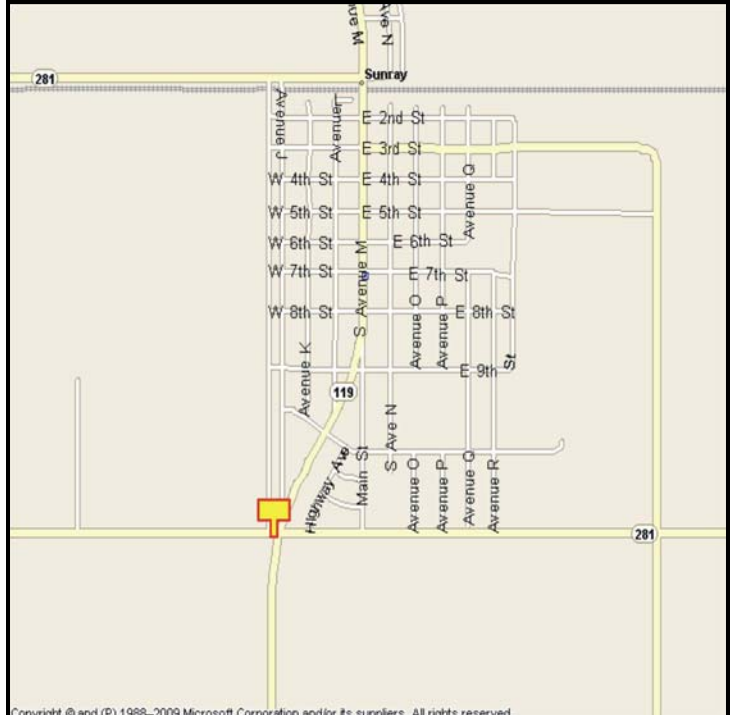 ue M
Ave N
281
Sunray
Avenue J
Avenue L
E 2nd St
E 3rd St
W 4th St
E 4th St
Avenue Q
W 5th St
E 5th St
W 6th St
E 6th St
S Avenue M
W 7th St
E 7th St
W 8th St
Avenue O
Avenue P
E 8th St
Avenue K
E 9th St
119
S Ave N
Highway Ave
Main St
Avenue O
Avenue P
Avenue Q
Avenue R
281
Copyright © and (P) 1988–2009 Microsoft Corporation and/or its suppliers. All rights reserved.